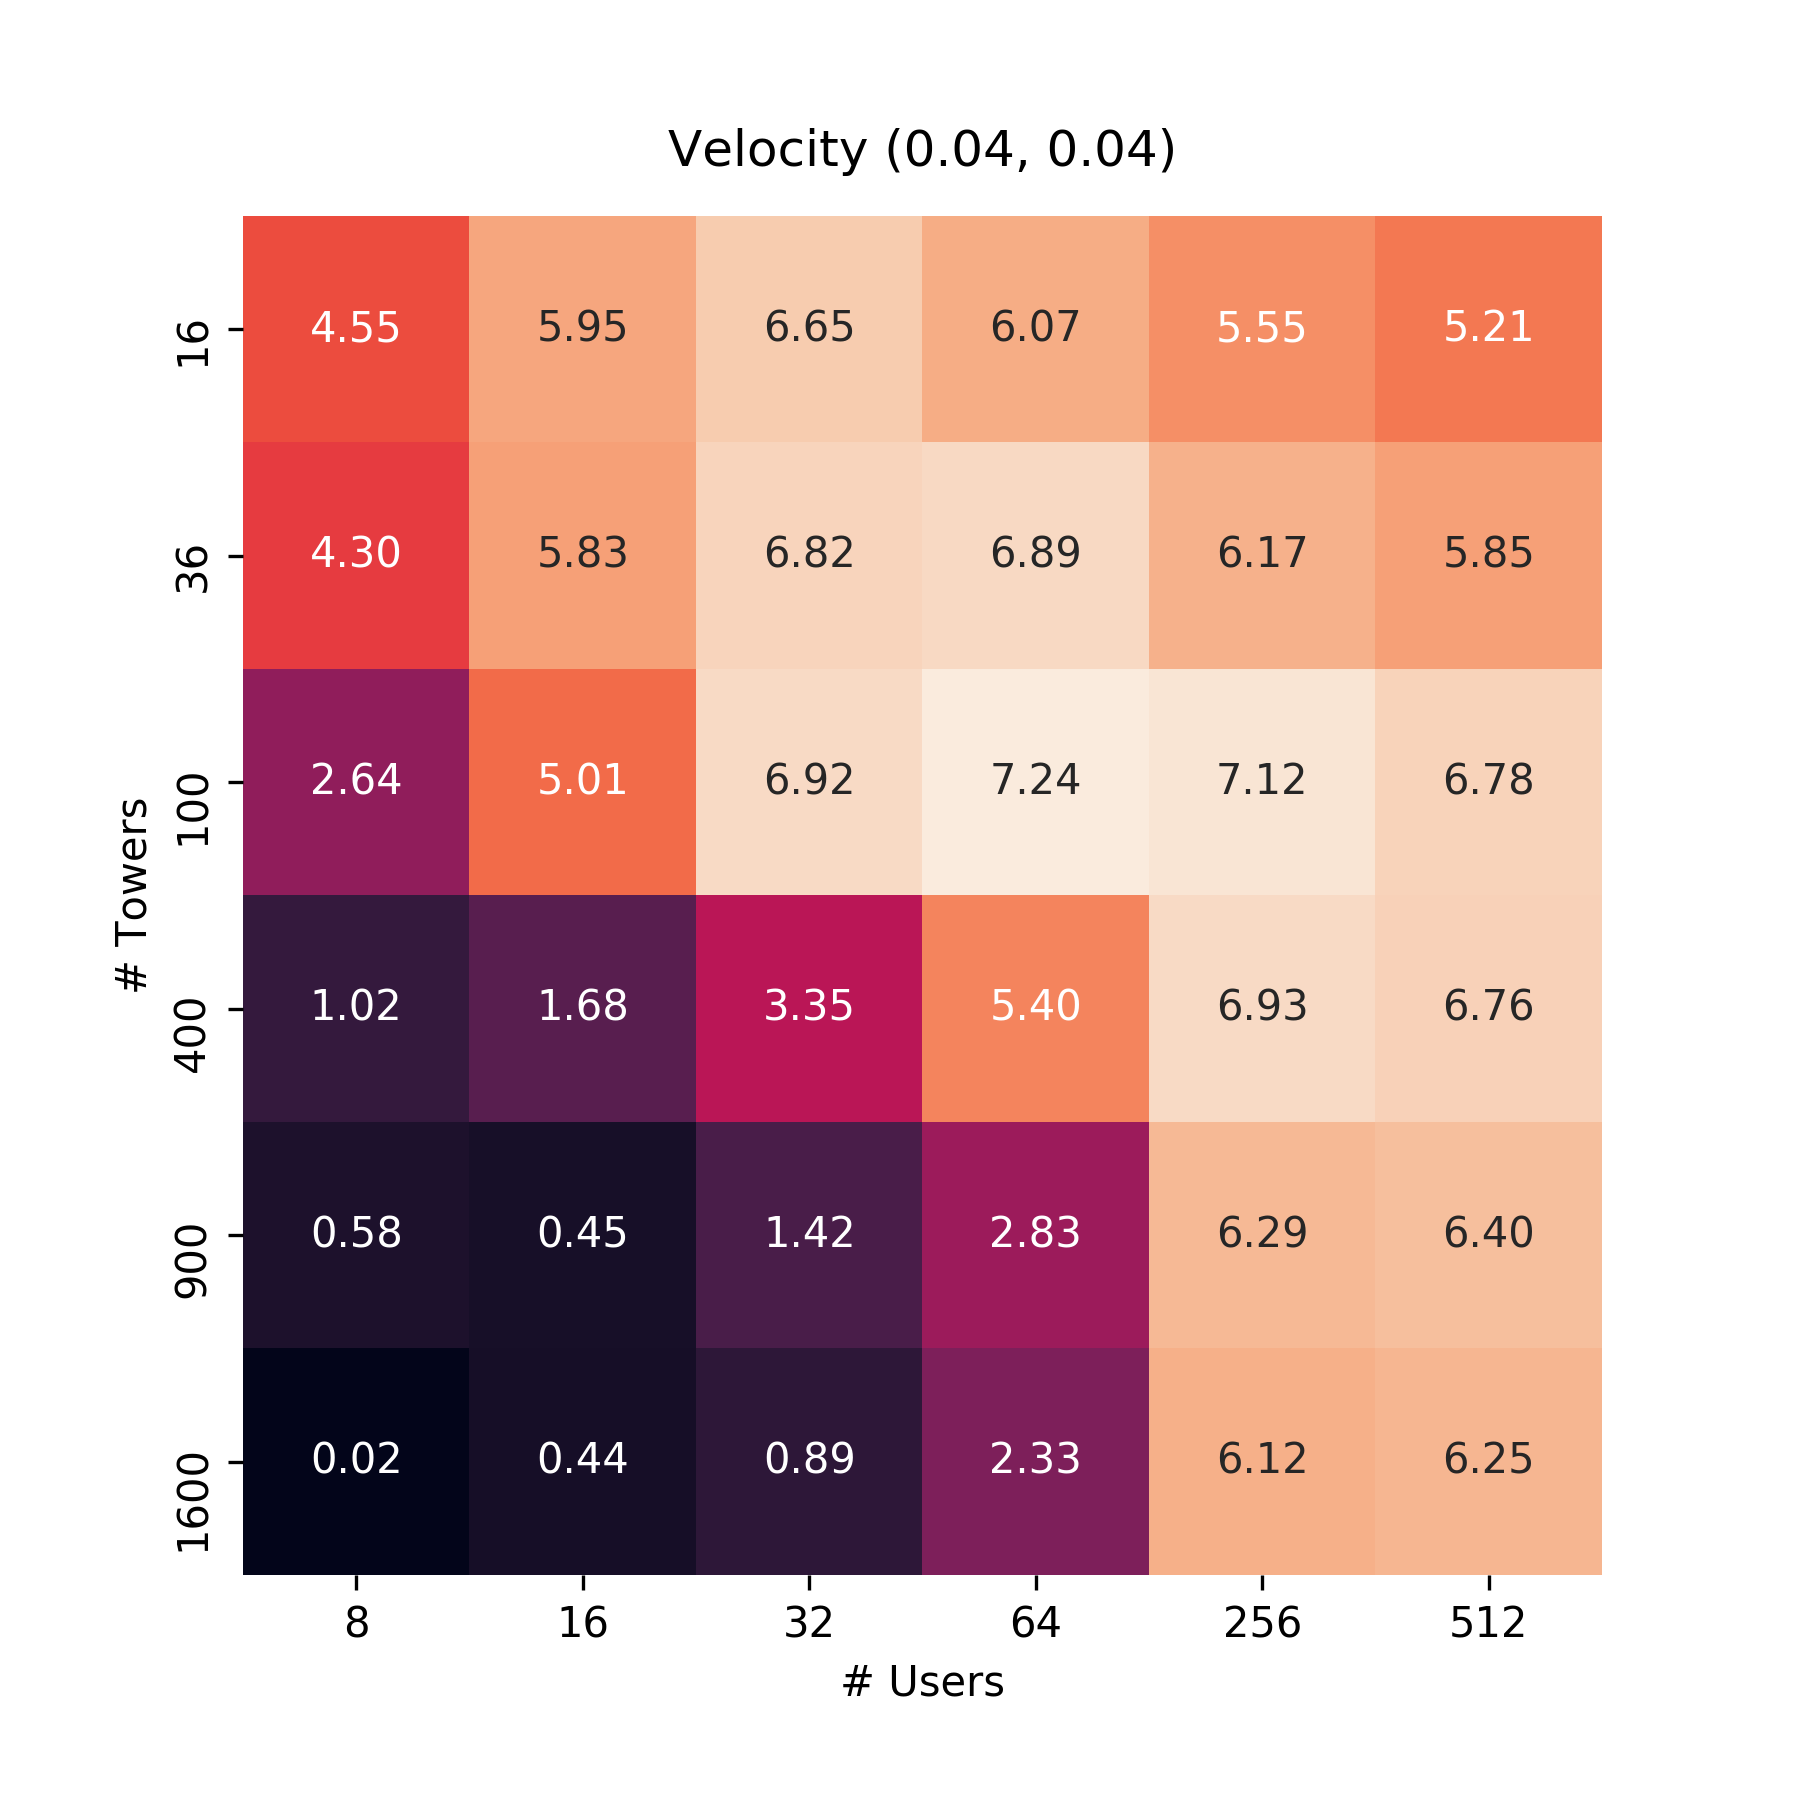 Velocity (0.04, 0.04)
# Towers
16 4.55 5.95 6.65 6.07 5.55 5.21
36 4.30 5.83 6.82 6.89 6.17 5.85
100 2.64 5.01 6.92 7.24 7.12 6.78
400 1.02 1.68 3.35 5.40 6.93 6.76
900 0.58 0.45 1.42 2.83 6.29 6.40
1600 0.02 0.44 0.89 2.33 6.12 6.25
8 16 32 64 256 512
# Users